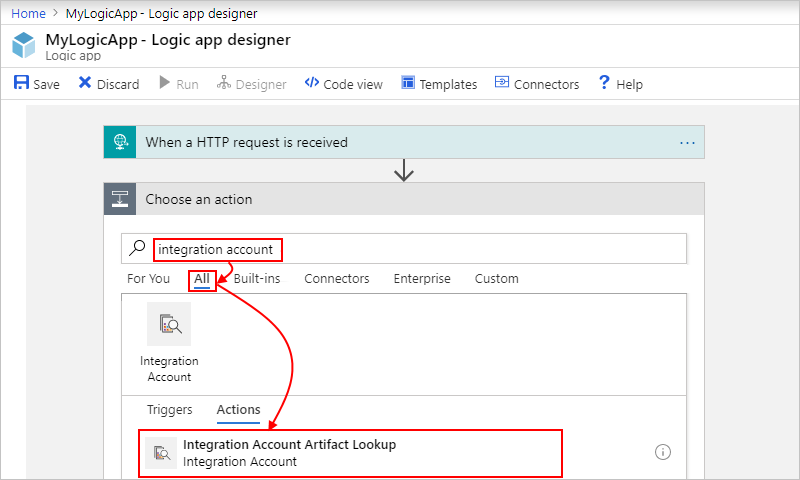 Home > MyLogicApp - Logic app designer
MyLogicApp - Logic app designer
Logic app
Save Discard Run Designer Code view Templates Connectors ? Help
When a HTTP request is received ...
Choose an action
integration account
For You All Built-ins Connectors Enterprise Custom
Integration
Account
Triggers Actions
Integration Account Artifact Lookup
Integration Account